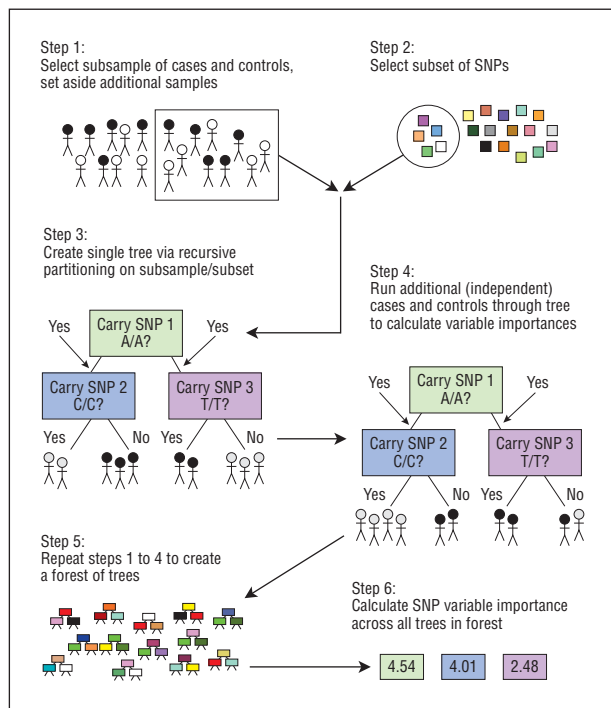 Step 1:
Select subsample of cases and controls,
set aside additional samples
Step 2:
Select subset of SNPs
Step 3:
Create single tree via recursive
partitioning on subsample/subset
Yes
Yes
Carry SNP 1
A/A?
Carry SNP 2
C/C?
Carry SNP 3
T/T?
Yes
No
Yes
No
Step 4:
Run additional (independent)
cases and controls through tree
to calculate variable importances
Yes
Yes
Carry SNP 1
A/A?
Carry SNP 2
C/C?
Carry SNP 3
T/T?
Yes
No
Yes
No
Step 5:
Repeat steps 1 to 4 to create
a forest of trees
Step 6:
Calculate SNP variable importance
across all trees in forest
4.54
4.01
2.48